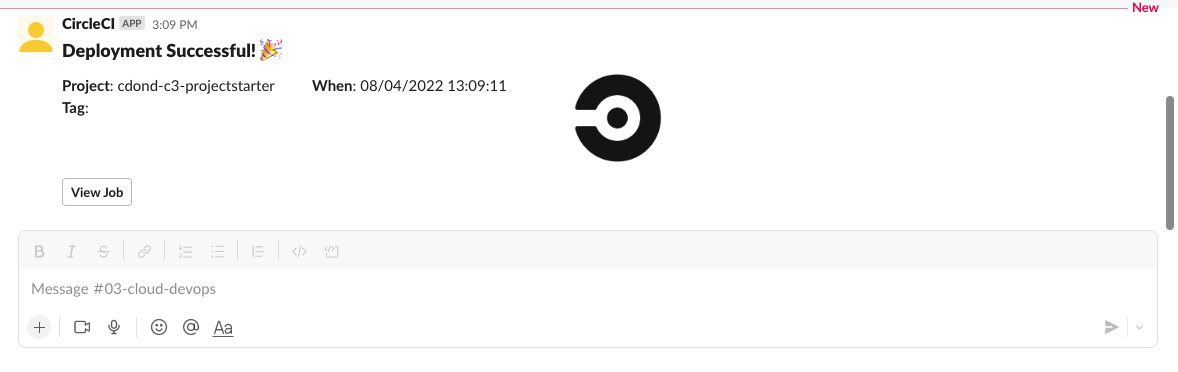 New
CircleCI APP 3:09 PM
Deployment Successful! 🎉
Project: cdond-c3-projectstarter When: 08/04/2022 13:09:11
Tag:
View Job
B I S
Message #03-cloud-devops
Aa